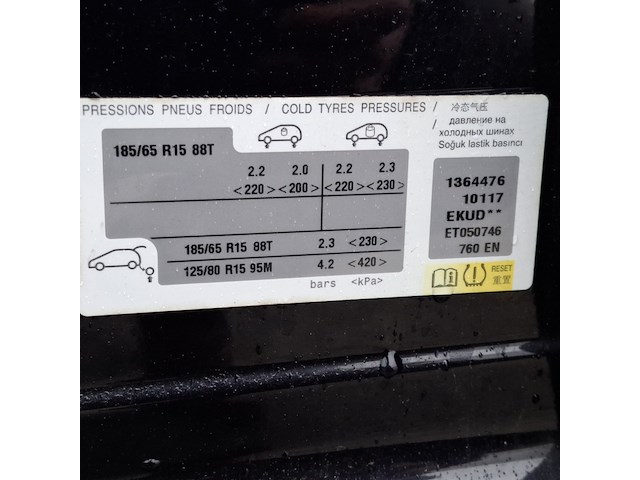 PRESSIONS PNEUS FROIDS / COLD TYRES PRESSURES / 冷态气压
/ давление на
холодных шинах
Soğuk lastik basıncı
185/65 R15 88T
2.2 2.0 2.2 2.3
<220> <200> <220> <230>
185/65 R15 88T 2.3 <230>
125/80 R15 95M 4.2 <420>
bars <kPa>
1364476
10117
EKUD**
ET050746
760 EN
RESET
重置